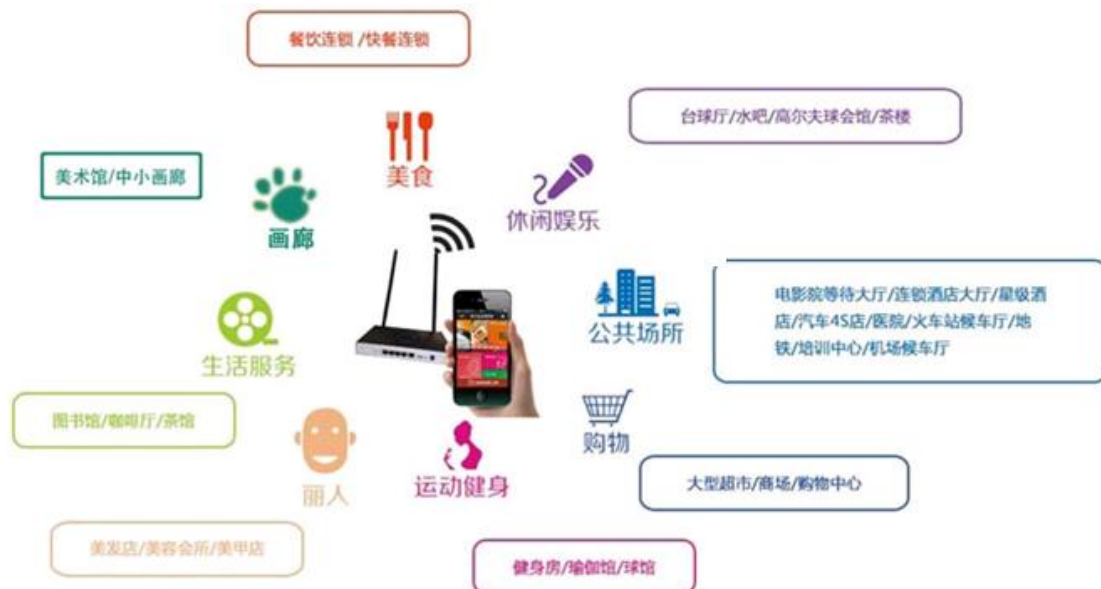 餐饮连锁 /快餐连锁
台球厅/水吧/高尔夫球会馆/茶楼
美食
美术馆/中小画廊
休闲娱乐
画廊
电影院等待大厅/连锁酒店大厅/星级酒
店/汽车4S店/医院/火车站候车厅/地
铁/培训中心/机场候车厅
公共场所
生活服务
图书馆/咖啡厅/茶馆
购物
丽人
运动健身
大型超市/商场/购物中心
美发店/美容会所/美甲店
健身房/瑜伽馆/球馆